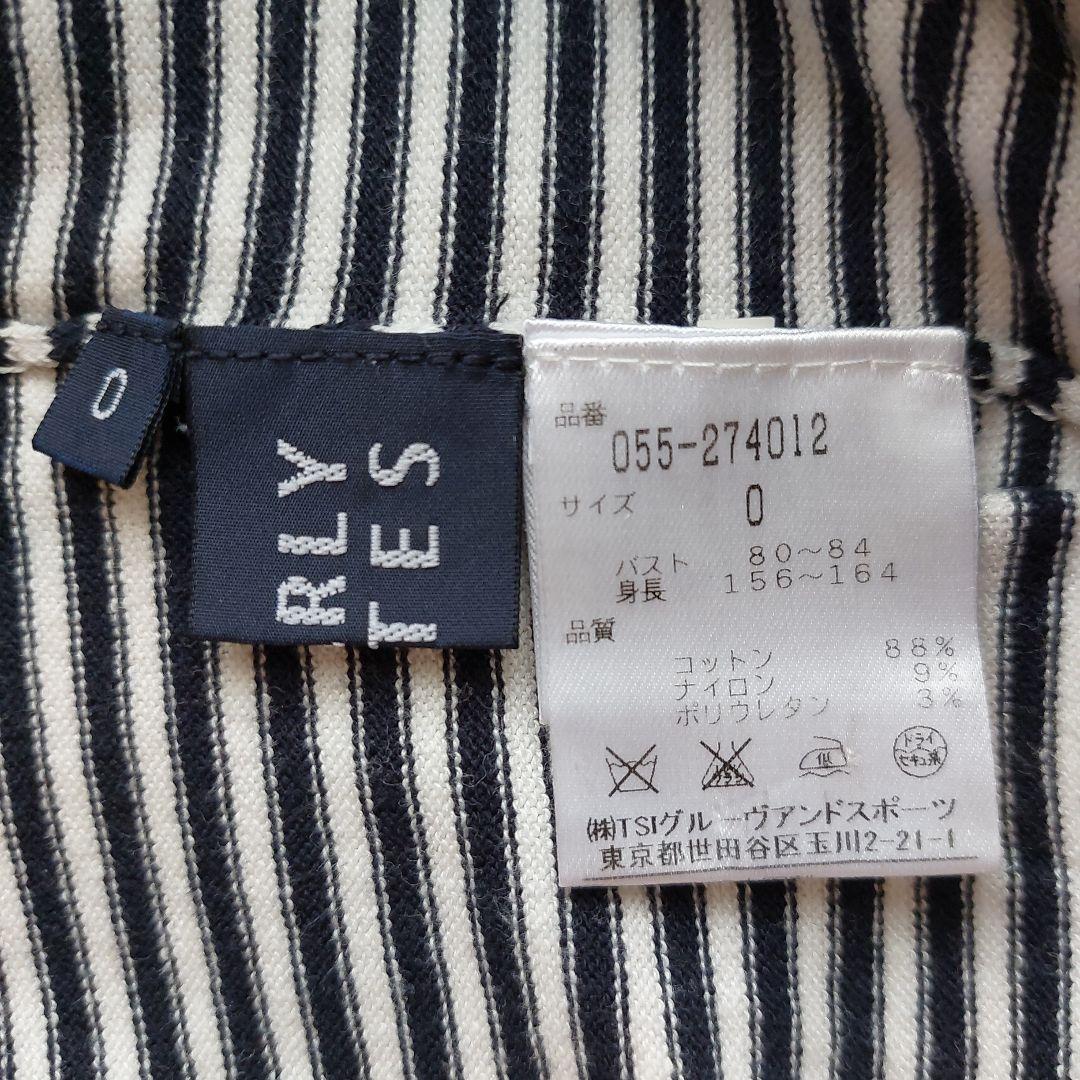 0
RLY
TES
品番
055-274012
サイズ
0
バスト 80～84
身長 156～164
品質
コットン 88%
ナイロン 9%
ポリウレタン 3%
ドライ
セキユ系
(株)TSIグルーヴアンドスポーツ
東京都世田谷区玉川2-21-1